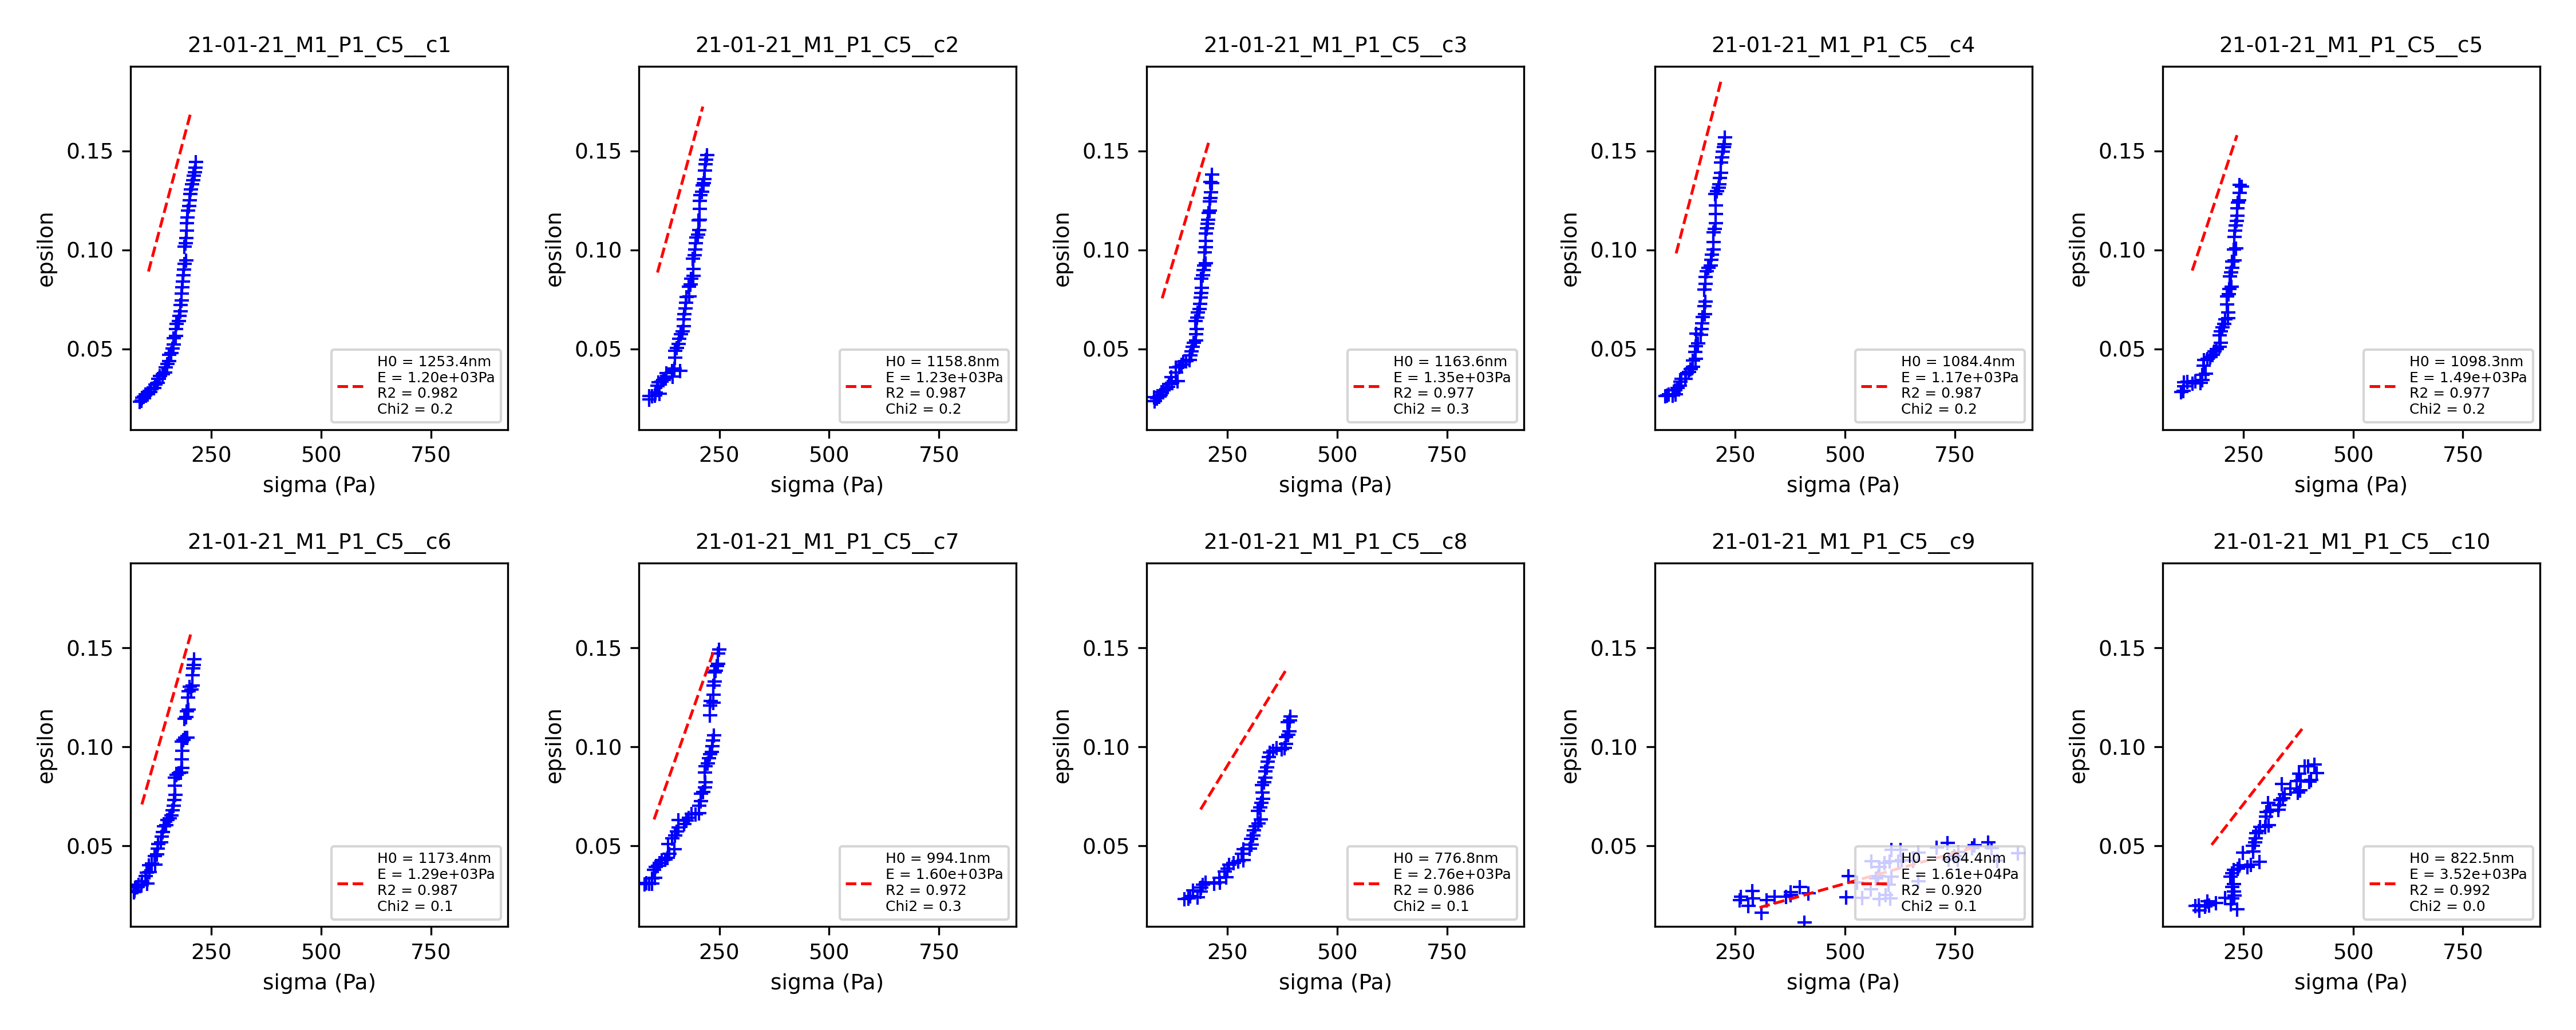 21-01-21_M1_P1_C5__c1
0.15
0.10
0.05
epsilon
H0 = 1253.4nm
E = 1.20e+03Pa
R2 = 0.982
Chi2 = 0.2
250 500 750
sigma (Pa)
21-01-21_M1_P1_C5__c2
0.15
0.10
0.05
epsilon
H0 = 1158.8nm
E = 1.23e+03Pa
R2 = 0.987
Chi2 = 0.2
250 500 750
sigma (Pa)
21-01-21_M1_P1_C5__c3
0.15
0.10
0.05
epsilon
H0 = 1163.6nm
E = 1.35e+03Pa
R2 = 0.977
Chi2 = 0.3
250 500 750
sigma (Pa)
21-01-21_M1_P1_C5__c4
0.15
0.10
0.05
epsilon
H0 = 1084.4nm
E = 1.17e+03Pa
R2 = 0.987
Chi2 = 0.2
250 500 750
sigma (Pa)
21-01-21_M1_P1_C5__c5
0.15
0.10
0.05
epsilon
H0 = 1098.3nm
E = 1.49e+03Pa
R2 = 0.977
Chi2 = 0.2
250 500 750
sigma (Pa)
21-01-21_M1_P1_C5__c6
0.15
0.10
0.05
epsilon
H0 = 1173.4nm
E = 1.29e+03Pa
R2 = 0.987
Chi2 = 0.1
250 500 750
sigma (Pa)
21-01-21_M1_P1_C5__c7
0.15
0.10
0.05
epsilon
H0 = 994.1nm
E = 1.60e+03Pa
R2 = 0.972
Chi2 = 0.3
250 500 750
sigma (Pa)
21-01-21_M1_P1_C5__c8
0.15
0.10
0.05
epsilon
H0 = 776.8nm
E = 2.76e+03Pa
R2 = 0.986
Chi2 = 0.1
250 500 750
sigma (Pa)
21-01-21_M1_P1_C5__c9
0.15
0.10
0.05
epsilon
H0 = 664.4nm
E = 1.61e+04Pa
R2 = 0.920
Chi2 = 0.1
250 500 750
sigma (Pa)
21-01-21_M1_P1_C5__c10
0.15
0.10
0.05
epsilon
H0 = 822.5nm
E = 3.52e+03Pa
R2 = 0.992
Chi2 = 0.0
250 500 750
sigma (Pa)